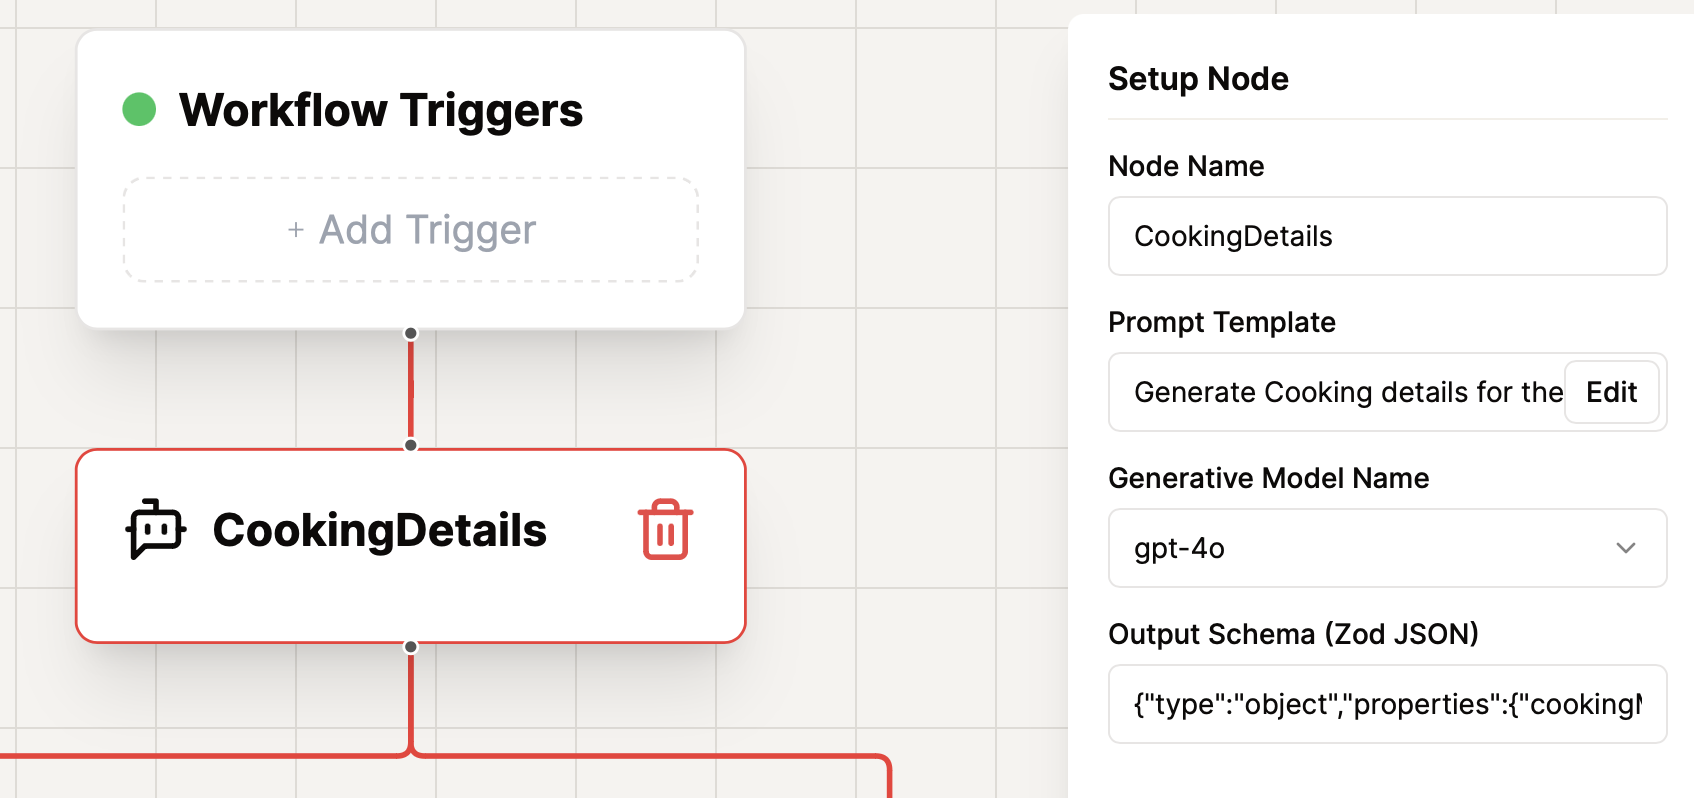 Workflow Triggers
+ Add Trigger
CookingDetails
Setup Node
Node Name
CookingDetails
Prompt Template
Generate Cooking details for the
Edit
Generative Model Name
gpt-4o
Output Schema (Zod JSON)
{"type":"object","properties":{"cooking